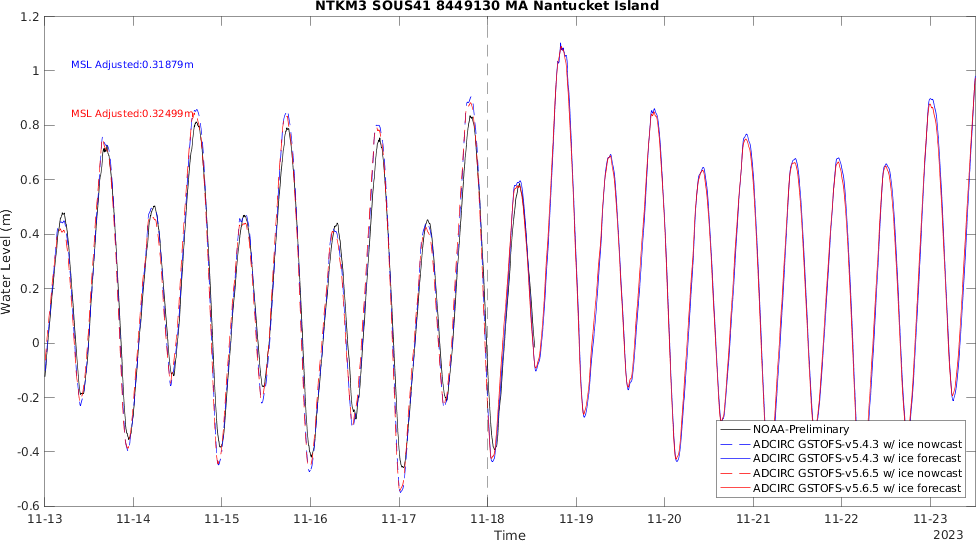 NTKM3 SOUS41 8449130 MA Nantucket Island
1.2
1
0.8
0.6
0.4
0.2
0
-0.2
-0.4
-0.6
Water Level (m)
MSL Adjusted:0.31879m
MSL Adjusted:0.32499m
NOAA-Preliminary
ADCIRC GSTOFS-v5.4.3 w/ ice nowcast
ADCIRC GSTOFS-v5.4.3 w/ ice forecast
ADCIRC GSTOFS-v5.6.5 w/ ice nowcast
ADCIRC GSTOFS-v5.6.5 w/ ice forecast
11-13 11-14 11-15 11-16 11-17 11-18 11-19 11-20 11-21 11-22 11-23
Time
2023